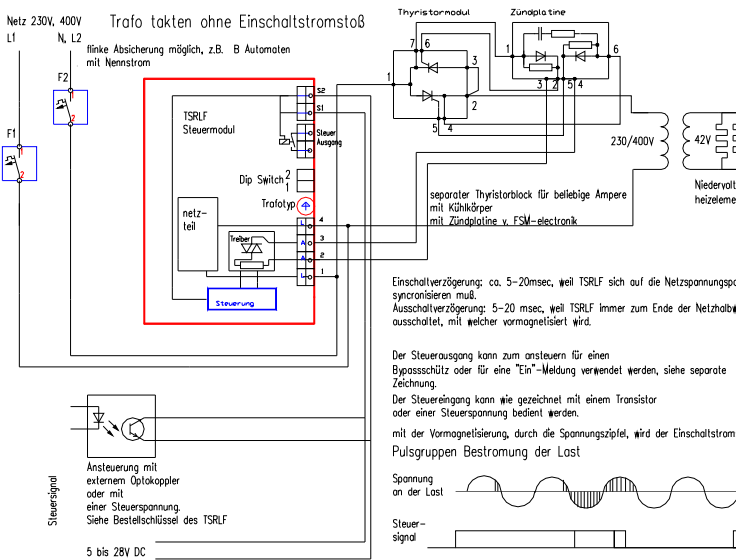 Netz 230V, 400V
Trafo takten ohne Einschaltstromstoß
Thyristormodul
Zündplatine
L1
N, L2
flinke Absicherung möglich, z.B. B Automaten
mit Nennstrom
F2
1
2
F1
1
2
7
6
1
3
2
5
4
1
6
3
2
5
4
TSRLF
Steuermodul
S2
S1
Steuer
Ausgang
Dip Switch
2
1
Trafotyp
netz-
teil
Treiber
L
4
A
3
A
2
L
1
Steuerung
230/400V
42V
Niedervolt
heizeleme
separater Thyristorblock für beliebige Ampere
mit Kühlkörper
mit Zündplatine v. FSM-electronik
Einschaltverzögerung: ca. 5-20msec, weil TSRLF sich auf die Netzspannungspo
syncronisieren muß.
Ausschaltverzögerung: 5-20 msec, weil TSRLF immer zum Ende der Netzhalbw
ausschaltet, mit welcher vormagnetisiert wird.
Der Steuerausgang kann zum ansteuern für einen
Bypassschütz oder für eine "Ein"-Meldung verwendet werden, siehe separate
Zeichnung.
Der Steuereingang kann wie gezeichnet mit einem Transistor
oder einer Steuerspannung bedient werden.
mit der Vormagnetisierung, durch die Spannungszipfel, wird der Einschaltstrom
Pulsgruppen Bestromung der Last
Spannung
an der Last
Steuer-
signal
Steuersignal
Ansteuerung mit
externem Optokoppler
oder mit
einer Steuerspannung.
Siehe Bestellschlüssel des TSRLF
5 bis 28V DC